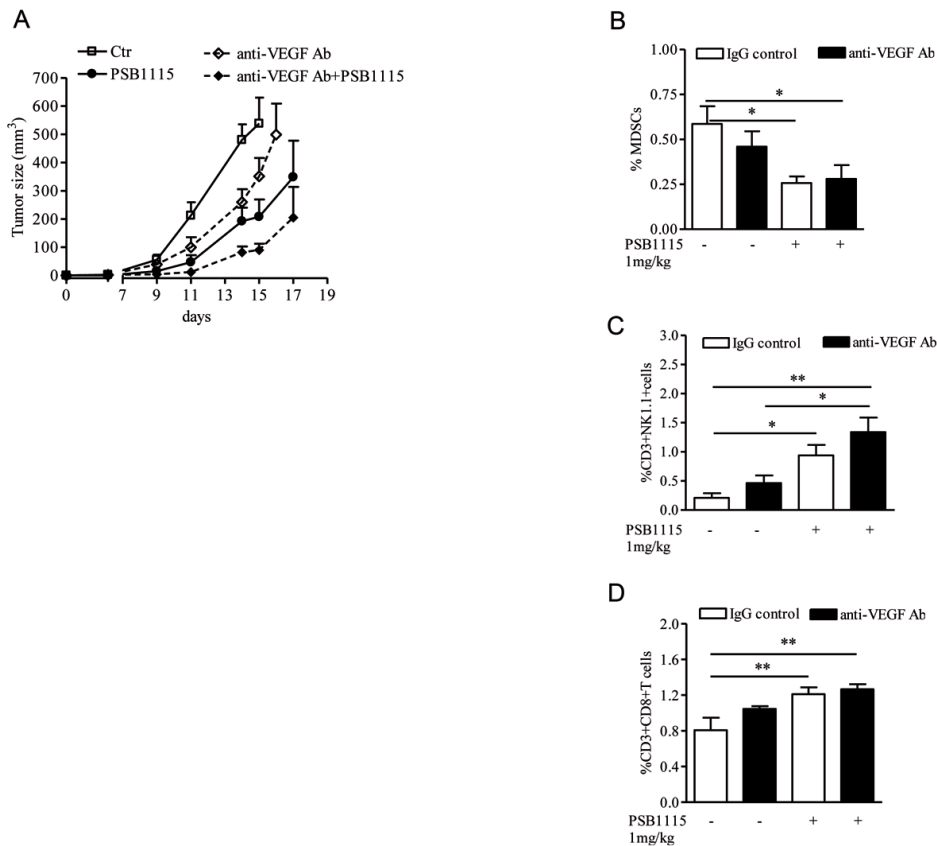 A
Ctr
PSB1115
anti-VEGF Ab
anti-VEGF Ab+PSB1115
Tumor size (mm³)
700
600
500
400
300
200
100
0
0 7 9 11 13 15 17 19
days
B
IgG control anti-VEGF Ab
% MDSCs
1.00
0.75
0.50
0.25
0.00
*
*
PSB1115 - - + +
1mg/kg
C
IgG control anti-VEGF Ab
%CD3+NK1.1+cells
3.0
2.5
2.0
1.5
1.0
0.5
0.0
**
*
*
PSB1115 - - + +
1mg/kg
D
IgG control anti-VEGF Ab
%CD3+CD8+T cells
2.0
1.6
1.2
0.8
0.4
0.0
**
**
PSB1115 - - + +
1mg/kg